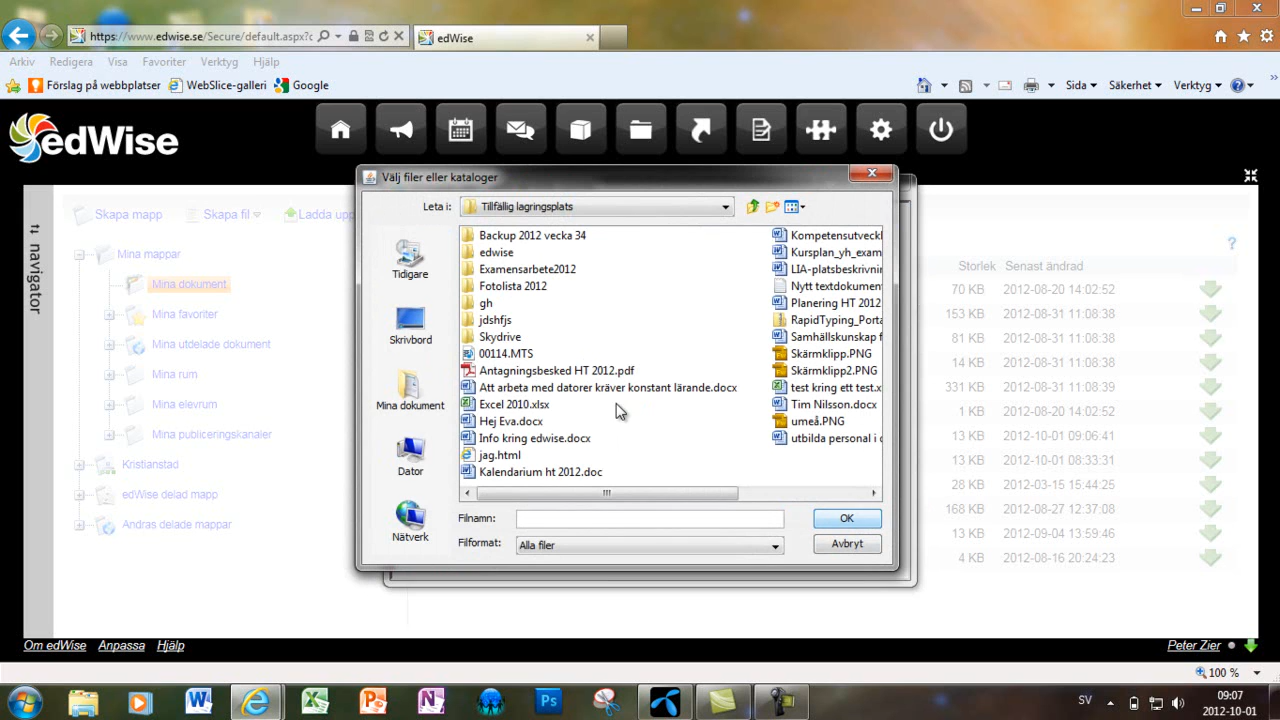 https://www.edwise.se/Secure/default.aspx?c
edWise
Arkiv Redigera Visa Favoriter Verktyg Hjälp
Förslag på webbplatser WebSlice-galleri Google
Sida Säkerhet Verktyg
edWise
navigator
Skapa mapp Skapa fil Ladda upp
Mina mappar
Mina dokument
Mina favoriter
Mina utdelade dokument
Mina rum
Mina elevrum
Mina publiceringskanaler
Kristianstad
edWise delad mapp
Andras delade mappar
Välj filer eller kataloger
Leta i: Tillfällig lagringsplats
Tidigare
Skrivbord
Mina dokument
Dator
Nätverk
Backup 2012 vecka 34
edwise
Examensarbete2012
Fotolista 2012
gh
jdshfjs
Skydrive
00114.MTS
Antagningsbesked HT 2012.pdf
Att arbeta med datorer kräver konstant lärande.docx
Excel 2010.xlsx
Hej Eva.docx
Info kring edwise.docx
jag.html
Kalendarium ht 2012.doc
Kompetensutveckl
Kursplan_yh_exam
LIA-platsbeskrivnin
Nytt textdokumen
Planering HT 2012
RapidTyping_Porta
Samhällskunskap f
Skärmklipp.PNG
Skärmklipp2.PNG
test kring ett test.x
Tim Nilsson.docx
umeå.PNG
utbilda personal i d
Filnamn: OK
Filformat: Alla filer Avbryt
Storlek Senast ändrad
70 KB 2012-08-20 14:02:52
153 KB 2012-08-31 11:08:38
81 KB 2012-08-31 11:08:38
14 KB 2012-08-31 11:08:38
331 KB 2012-08-31 11:08:39
1 KB 2012-08-20 14:02:52
13 KB 2012-10-01 09:06:41
13 KB 2012-10-01 08:33:31
28 KB 2012-03-15 15:44:25
168 KB 2012-08-27 12:37:08
13 KB 2012-09-04 13:59:46
4 KB 2012-08-16 20:24:23
Om edWise Anpassa Hjälp
Peter Zier
100 %
SV
09:07
2012-10-01